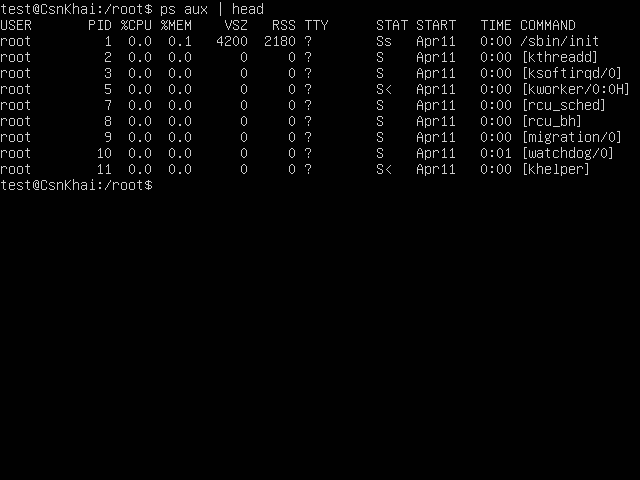 test@CsnKhai:/root$ ps aux | head
USER       PID %CPU %MEM    VSZ   RSS TTY      STAT START   TIME COMMAND
root         1  0.0  0.1   4200  2180 ?        Ss   Apr11   0:00 /sbin/init
root         2  0.0  0.0      0     0 ?        S    Apr11   0:00 [kthreadd]
root         3  0.0  0.0      0     0 ?        S    Apr11   0:00 [ksoftirqd/0]
root         5  0.0  0.0      0     0 ?        S<   Apr11   0:00 [kworker/0:0H]
root         7  0.0  0.0      0     0 ?        S    Apr11   0:00 [rcu_sched]
root         8  0.0  0.0      0     0 ?        S    Apr11   0:00 [rcu_bh]
root         9  0.0  0.0      0     0 ?        S    Apr11   0:00 [migration/0]
root        10  0.0  0.0      0     0 ?        S    Apr11   0:01 [watchdog/0]
root        11  0.0  0.0      0     0 ?        S<   Apr11   0:00 [khelper]
test@CsnKhai:/root$